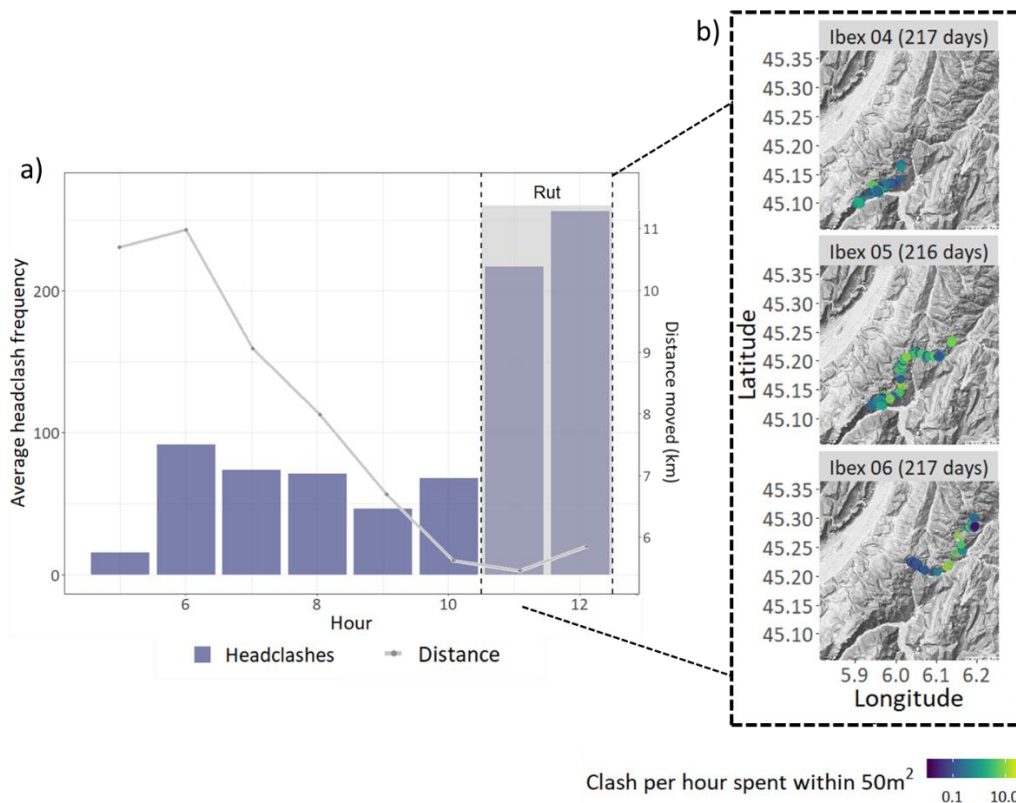 a)
Rut
Average headclash frequency
200
100
0
11
10
9
8
7
6
Distance moved (km)
6
8
10
12
Hour
Headclashes
Distance
b)
Ibex 04 (217 days)
45.35
45.30
45.25
45.20
45.15
45.10
Ibex 05 (216 days)
45.35
45.30
45.25
45.20
45.15
45.10
Latitude
Ibex 06 (217 days)
45.35
45.30
45.25
45.20
45.15
45.10
5.9 6.0 6.1 6.2
Longitude
Clash per hour spent within 50m²
0.1 10.0